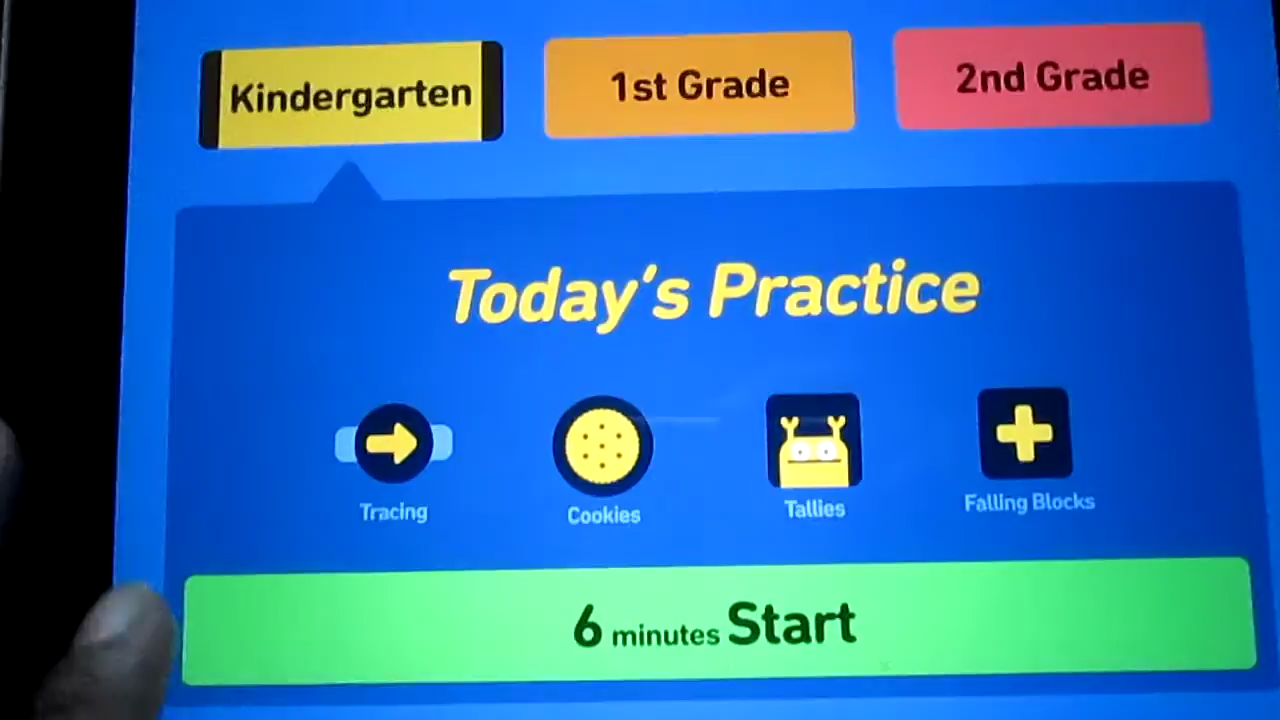 Kindergarten
1st Grade
2nd Grade
Today's Practice
Tracing
Cookies
Tallies
Falling Blocks
6 minutes Start